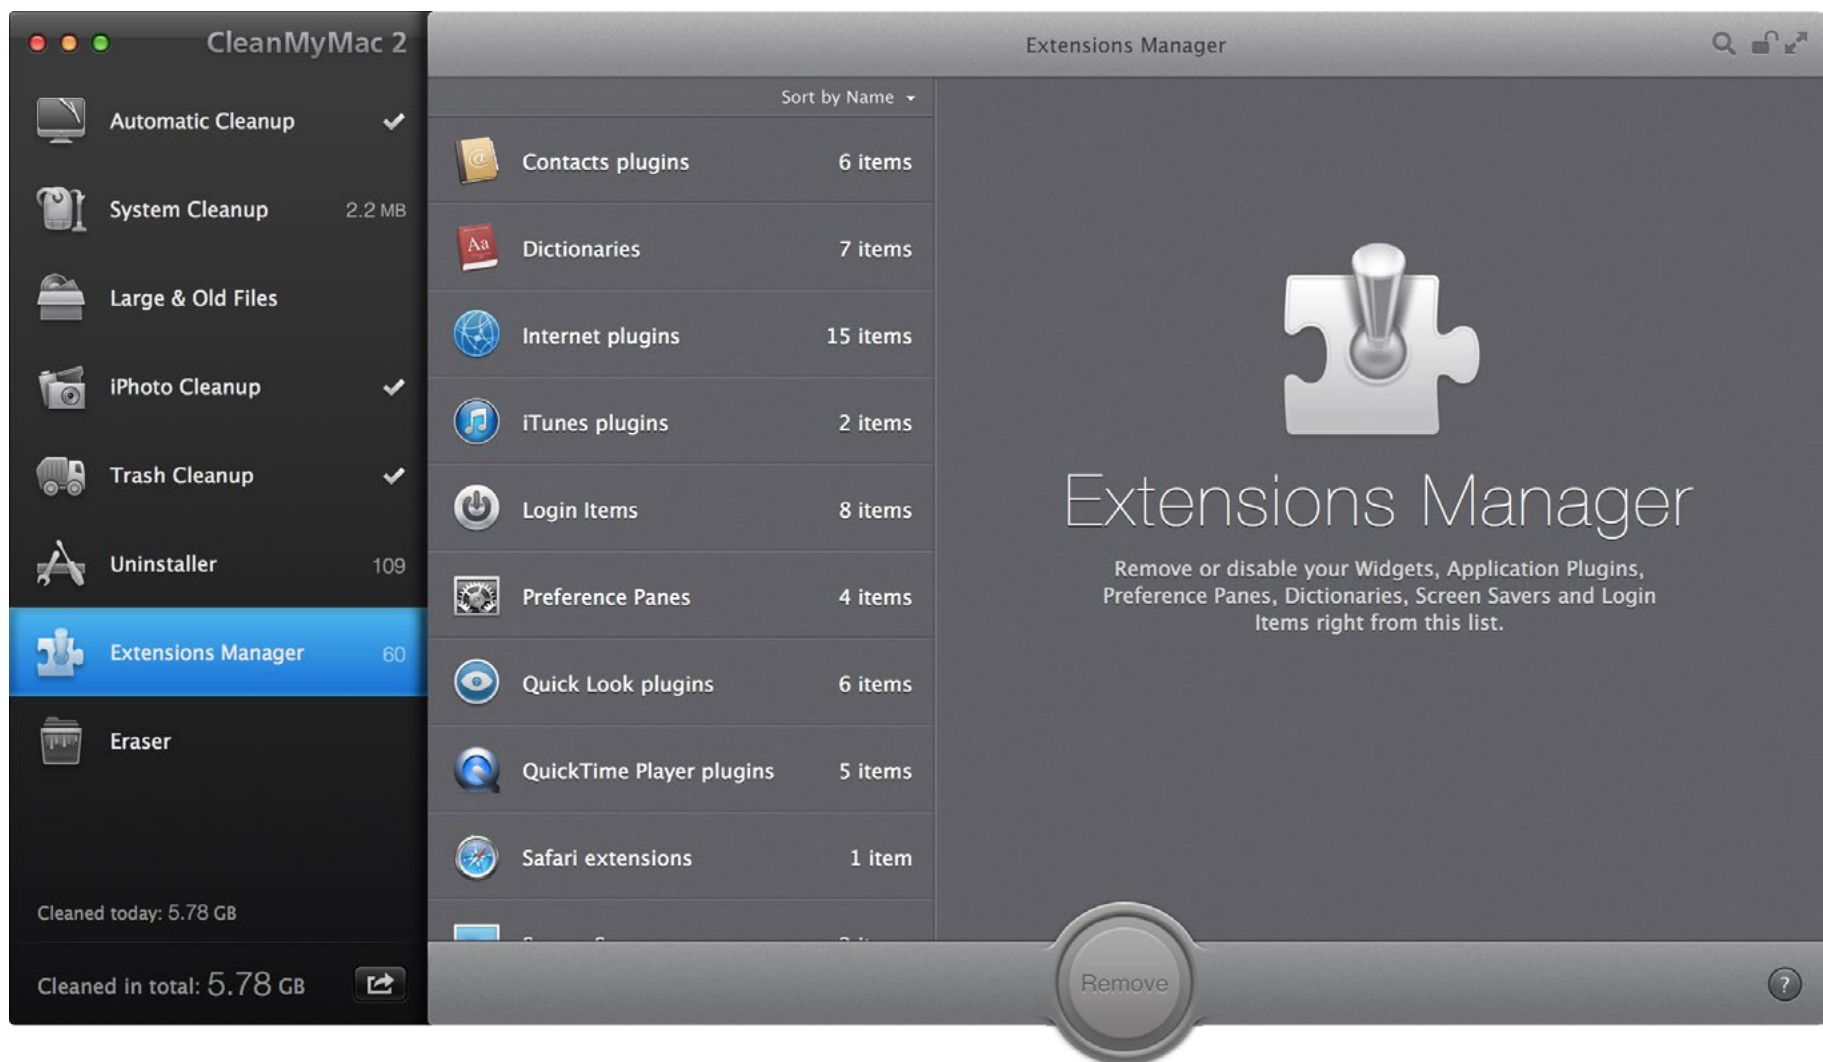 CleanMyMac 2
Extensions Manager
Automatic Cleanup
System Cleanup 2.2 MB
Large & Old Files
iPhoto Cleanup
Trash Cleanup
Uninstaller 109
Extensions Manager 60
Eraser
Cleaned today: 5.78 GB
Cleaned in total: 5.78 GB
Sort by Name
Contacts plugins 6 items
Aa
Dictionaries 7 items
Internet plugins 15 items
iTunes plugins 2 items
Login Items 8 items
Preference Panes 4 items
Quick Look plugins 6 items
QuickTime Player plugins 5 items
Safari extensions 1 item
Extensions Manager
Remove or disable your Widgets, Application Plugins,
Preference Panes, Dictionaries, Screen Savers and Login
Items right from this list.
Remove
?